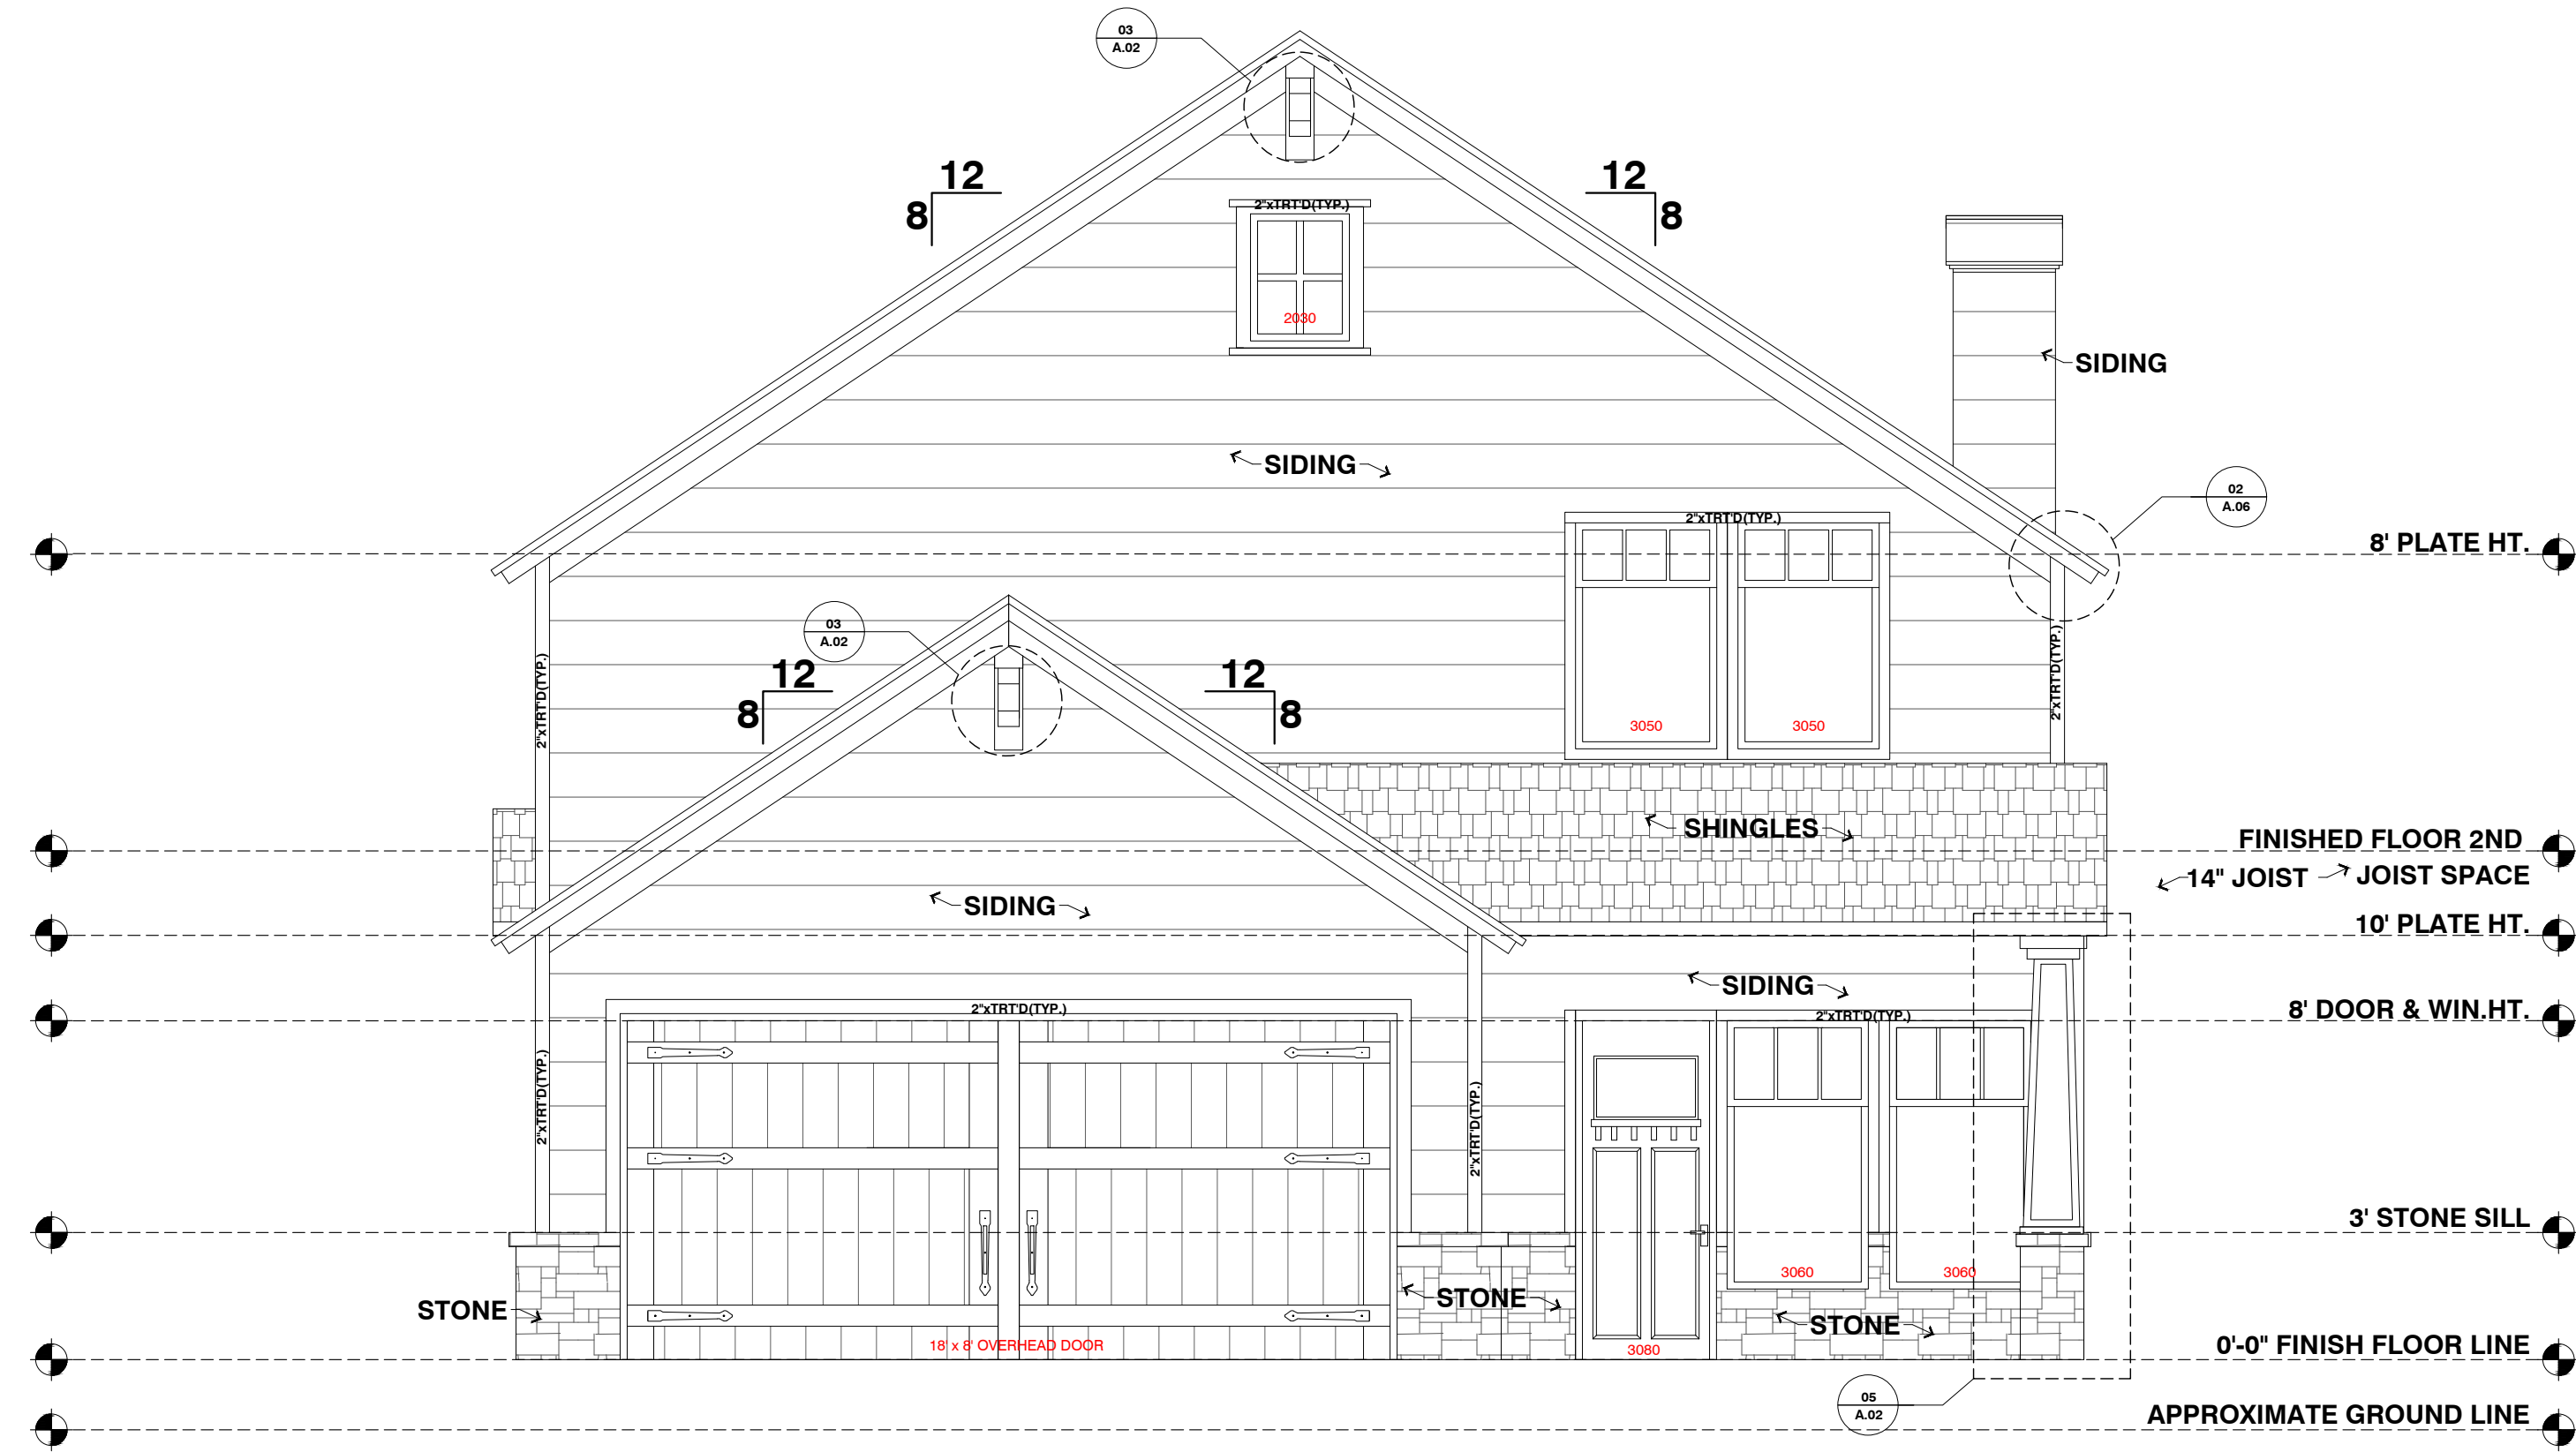 03
A.02
12
12
8
8
2"xTRT'D(TYP.)
2030
SIDING
SIDING
02
A.06
2"xTRT'D(TYP.)
8' PLATE HT.
03
A.02
12
12
8
8
2"xTRT'D(TYP.)
2"xTRT'D(TYP.)
3050
3050
SHINGLES
FINISHED FLOOR 2ND
14" JOIST
JOIST SPACE
SIDING
10' PLATE HT.
SIDING
2"xTRT'D(TYP.)
2"xTRT'D(TYP.)
8' DOOR & WIN.HT.
2"xTRT'D(TYP.)
2"xTRT'D(TYP.)
3' STONE SILL
3060
3060
STONE
STONE
STONE
18' x 8' OVERHEAD DOOR
3080
0'-0" FINISH FLOOR LINE
05
A.02
APPROXIMATE GROUND LINE